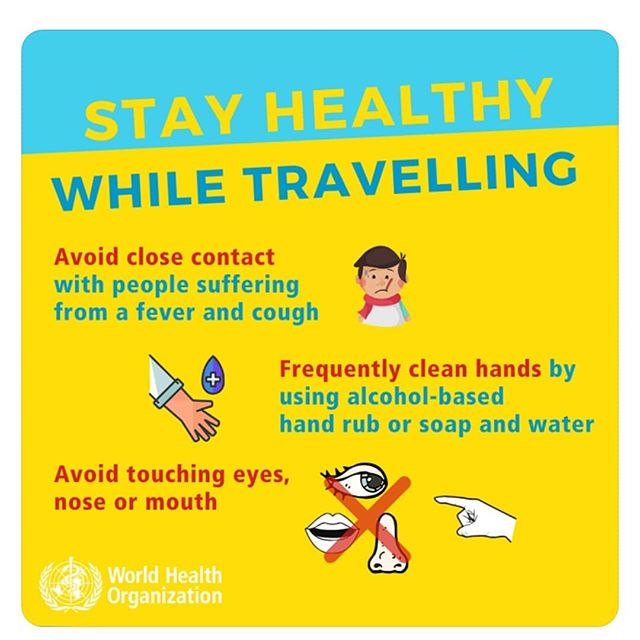 STAY HEALTHY
WHILE TRAVELLING
Avoid close contact
with people suffering
from a fever and cough
Frequently clean hands by
using alcohol-based
hand rub or soap and water
Avoid touching eyes,
nose or mouth
World Health
Organization